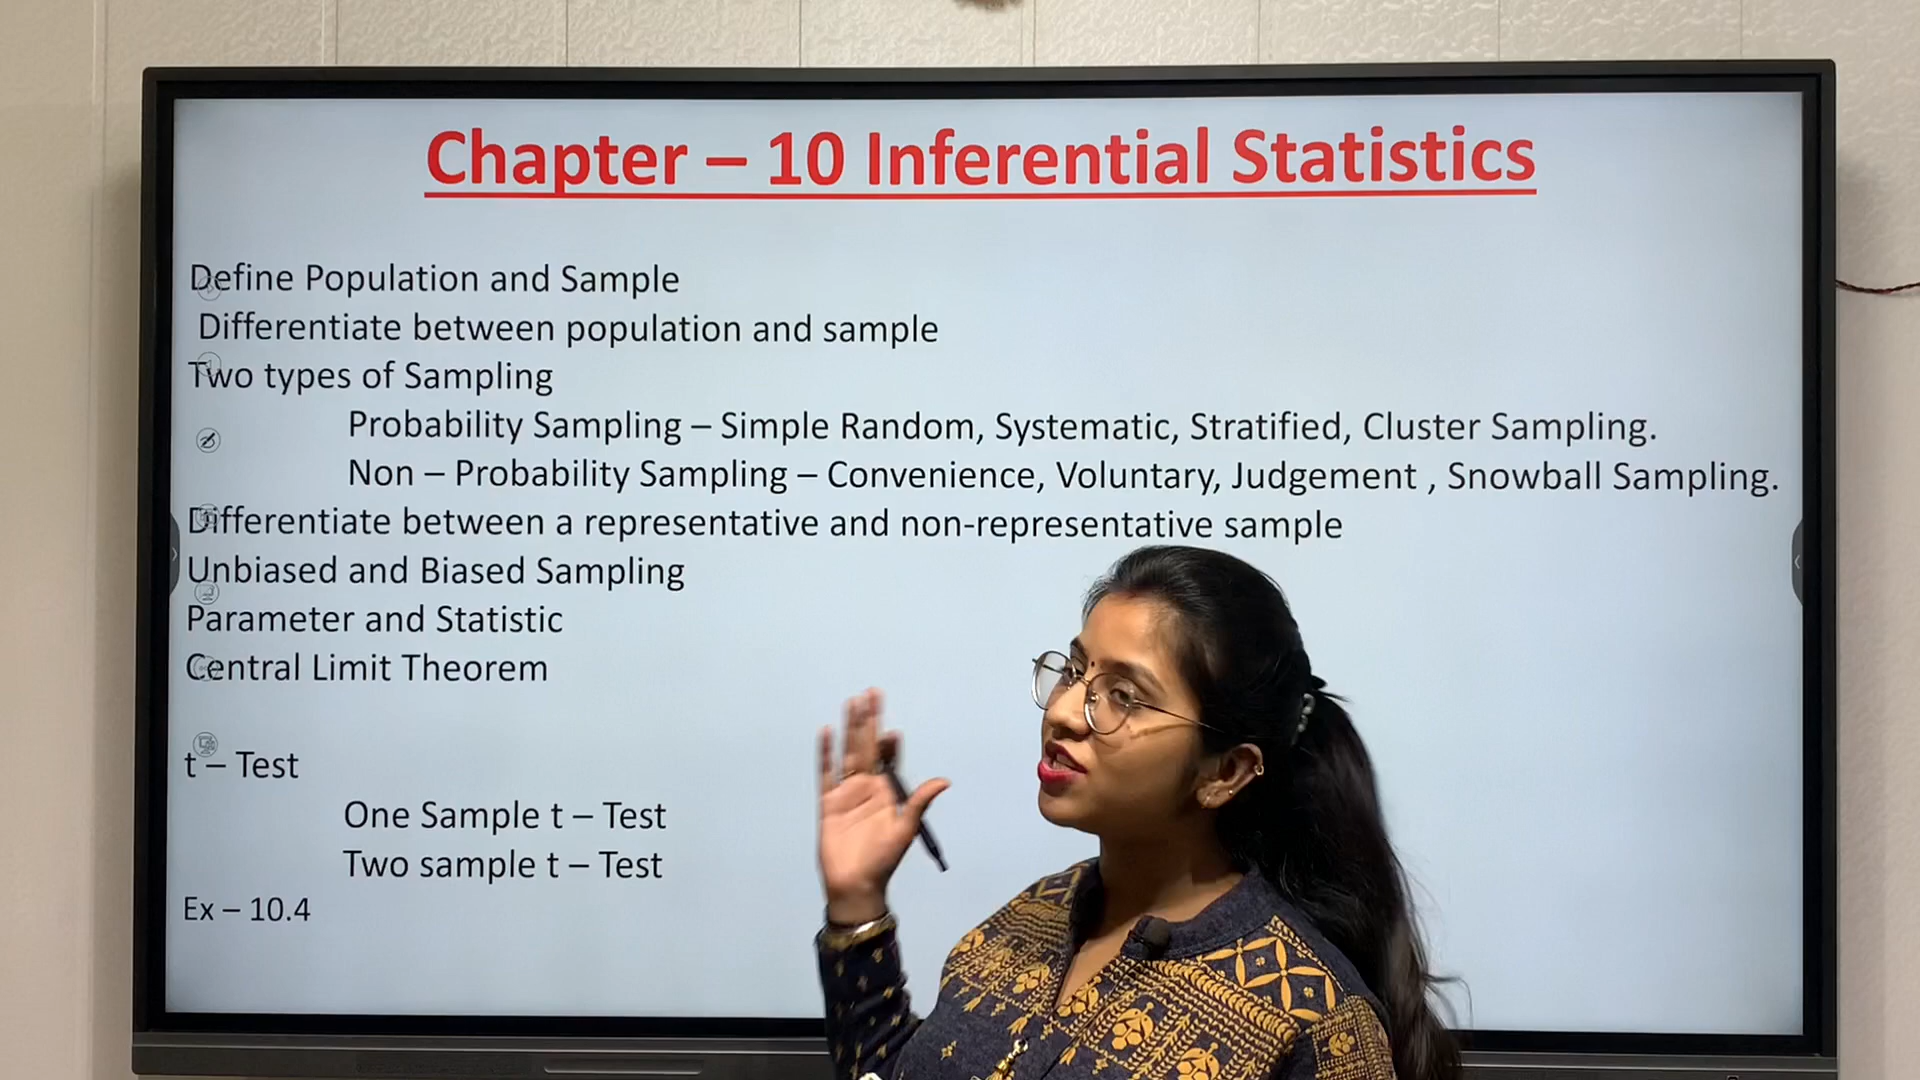 Chapter – 10 Inferential Statistics
Define Population and Sample
Differentiate between population and sample
Two types of Sampling
Probability Sampling – Simple Random, Systematic, Stratified, Cluster Sampling.
Non – Probability Sampling – Convenience, Voluntary, Judgement , Snowball Sampling.
Differentiate between a representative and non-representative sample
Unbiased and Biased Sampling
Parameter and Statistic
Central Limit Theorem
t – Test
One Sample t – Test
Two sample t – Test
Ex – 10.4